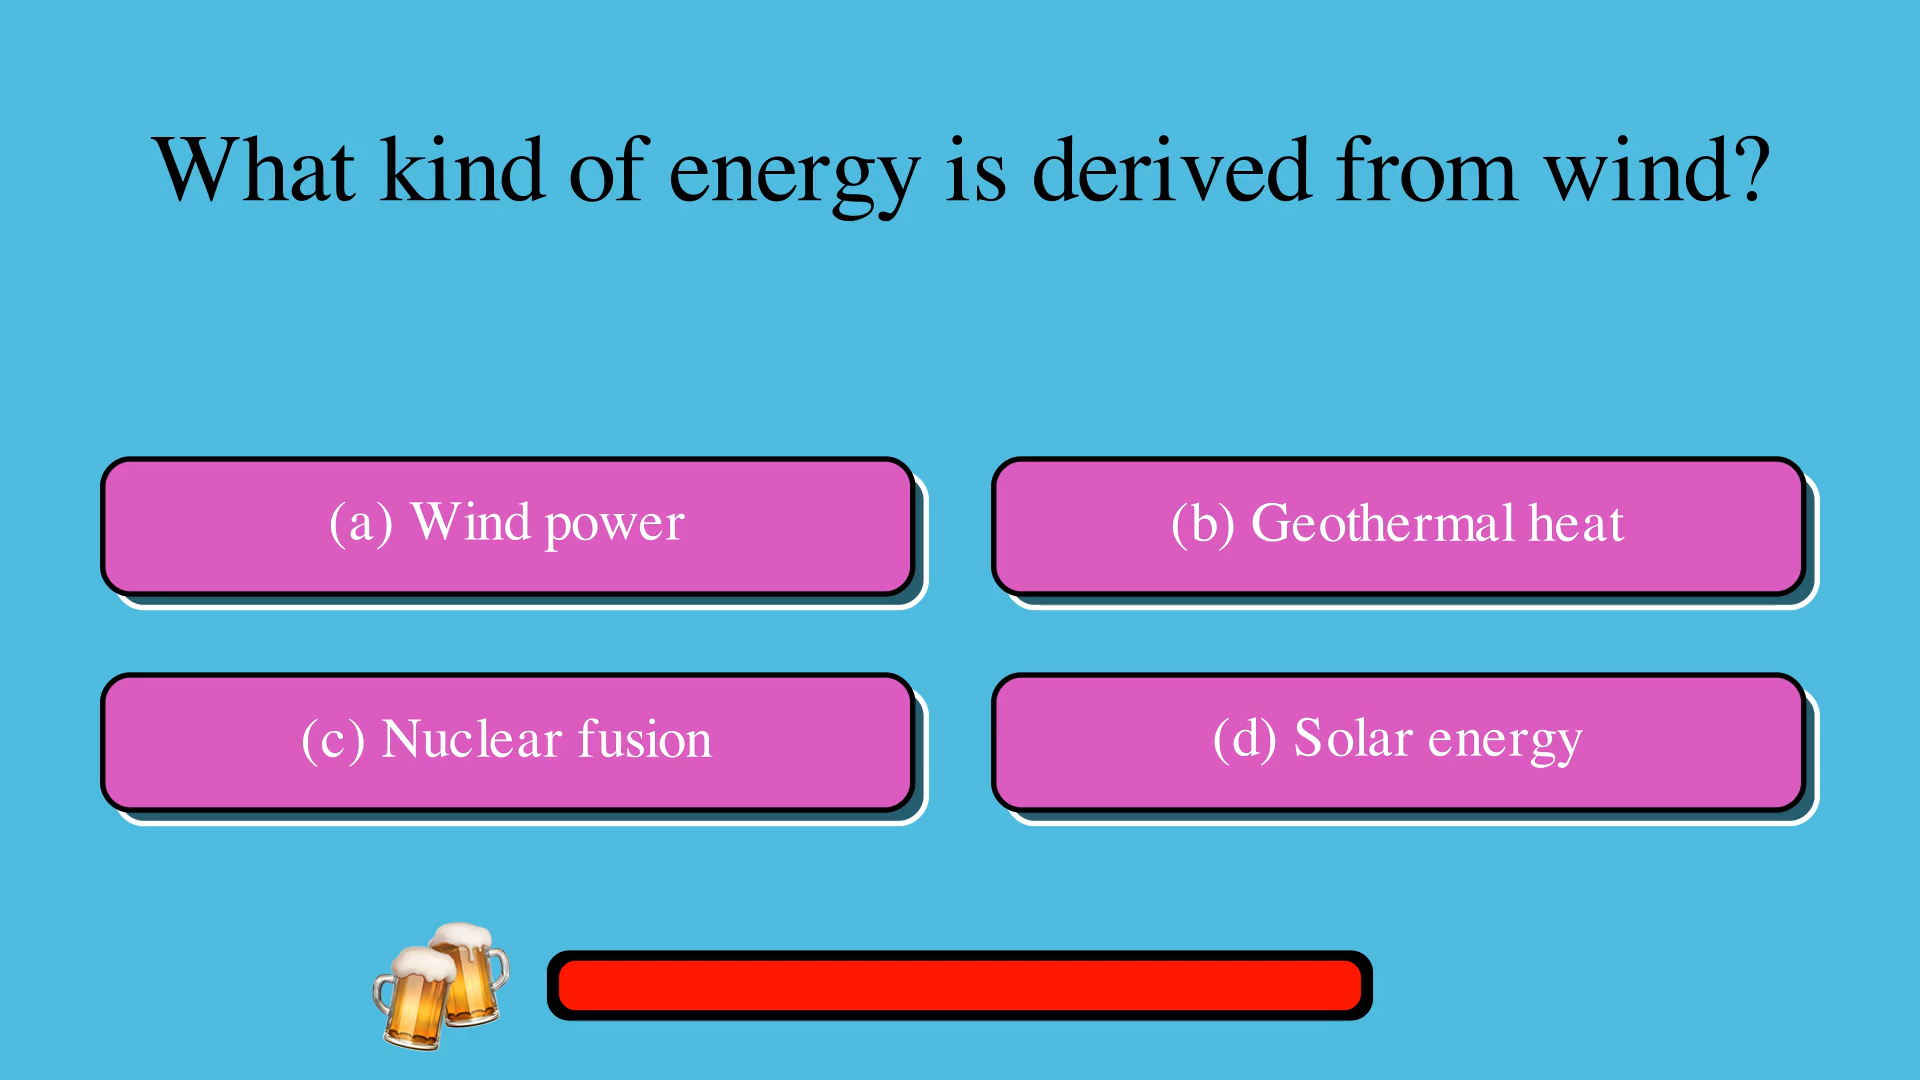 What kind of energy is derived from wind?
(a) Wind power
(b) Geothermal heat
(c) Nuclear fusion
(d) Solar energy